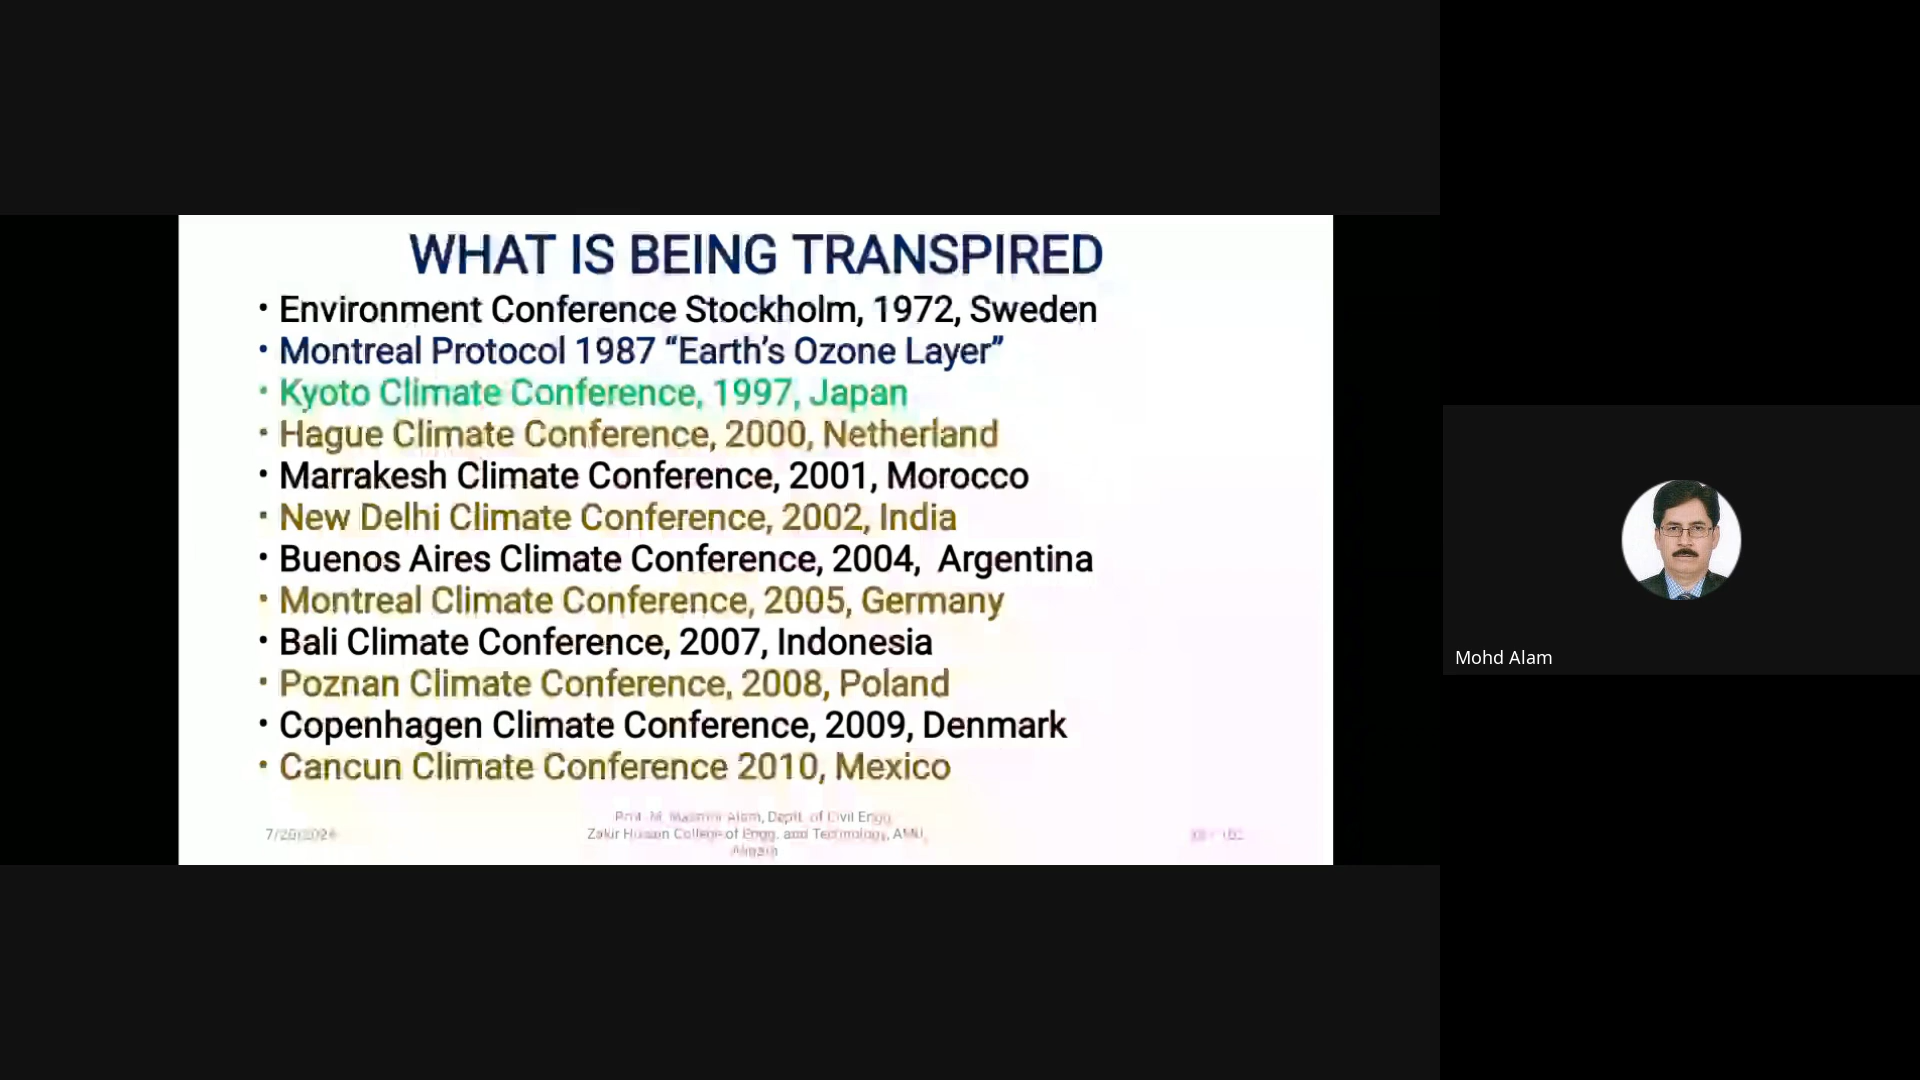 WHAT IS BEING TRANSPIRED
• Environment Conference Stockholm, 1972, Sweden
• Montreal Protocol 1987 “Earth’s Ozone Layer”
• Kyoto Climate Conference, 1997, Japan
• Hague Climate Conference, 2000, Netherland
• Marrakesh Climate Conference, 2001, Morocco
• New Delhi Climate Conference, 2002, India
• Buenos Aires Climate Conference, 2004, Argentina
• Montreal Climate Conference, 2005, Germany
• Bali Climate Conference, 2007, Indonesia
• Poznan Climate Conference, 2008, Poland
• Copenhagen Climate Conference, 2009, Denmark
• Cancun Climate Conference 2010, Mexico
Prof. M. Alam, Deptt. of Civil Engg.
Zakir Husain College of Engg. and Technology, AMU,
Aligarh
Mohd Alam